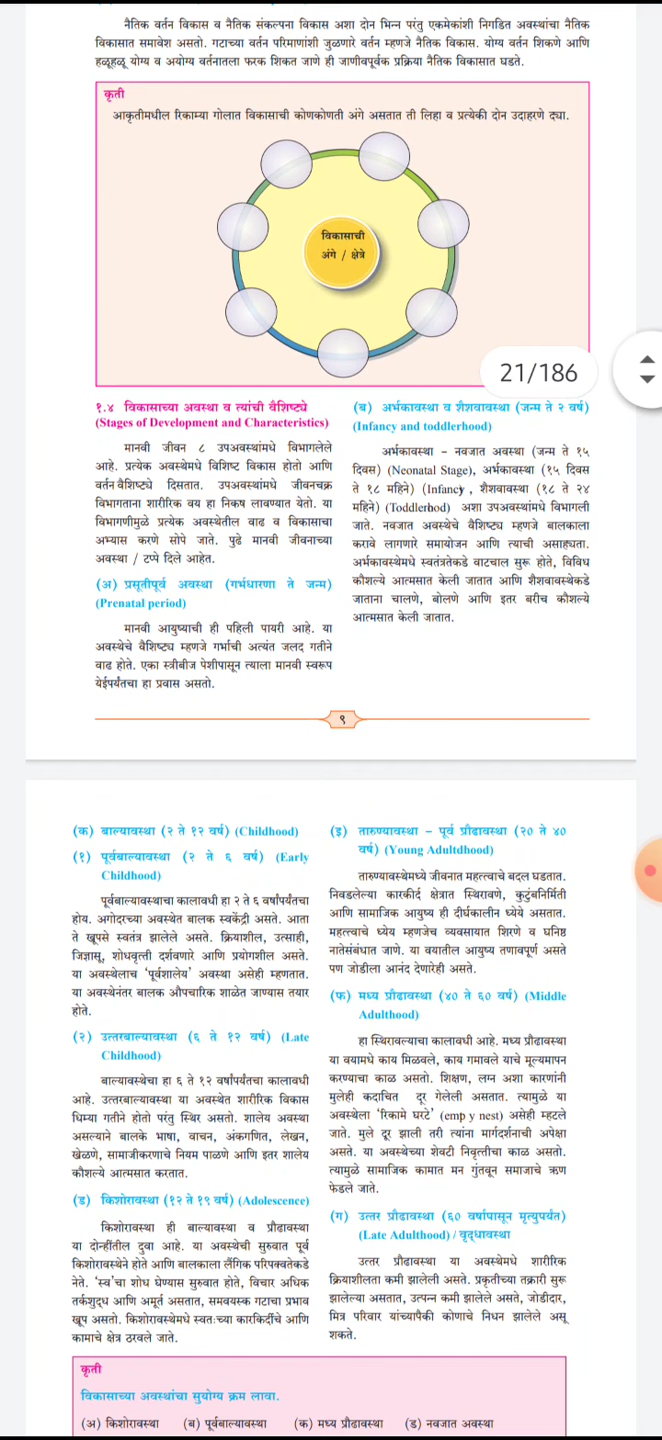 नैतिक वर्तन विकास व नैतिक संकल्पना विकास अशा दोन भिन्न परंतु एकमेकांशी निगडित अवस्थांचा नैतिक
विकासात समावेश असतो. गटाच्या वर्तन परिमाणांशी जुळणारे वर्तन म्हणजे नैतिक विकास. योग्य वर्तन शिकणे आणि
हळूहळू योग्य व अयोग्य वर्तनातला फरक शिकत जाणे ही जाणीवपूर्वक प्रक्रिया नैतिक विकासात घडते.
कृती
आकृतीमधील रिकाम्या गोलात विकासाची कोणकोणती अंगे असतात ती लिहा व प्रत्येकी दोन उदाहरणे द्या.
विकासाची
अंगे / क्षेत्रे
21/186
१.४ विकासाच्या अवस्था व त्यांची वैशिष्ट्ये
(Stages of Development and Characteristics)
मानवी जीवन ८ उपअवस्थांमधे विभागलेले
आहे. प्रत्येक अवस्थेमधे विशिष्ट विकास होतो आणि
वर्तन वैशिष्ट्ये दिसतात. उपअवस्थांमधे जीवनचक्र
विभागताना शारीरिक वय हा निकष लावण्यात येतो. या
विभागणीमुळे प्रत्येक अवस्थेतील वाढ व विकासाचा
अभ्यास करणे सोपे जाते. पुढे मानवी जीवनाच्या
अवस्था / टप्पे दिले आहेत.
(अ) प्रसूतीपूर्व अवस्था (गर्भधारणा ते जन्म)
(Prenatal period)
मानवी आयुष्याची ही पहिली पायरी आहे. या
अवस्थेचे वैशिष्ट्य म्हणजे गर्भाची अत्यंत जलद गतीने
वाढ होते. एका स्त्रीबीज पेशीपासून त्याला मानवी स्वरूप
येईपर्यंतचा हा प्रवास असतो.
(ब) अर्भकावस्था व शैशवावस्था (जन्म ते २ वर्ष)
(Infancy and toddlerhood)
अर्भकावस्था – नवजात अवस्था (जन्म ते १५
दिवस) (Neonatal Stage), अर्भकावस्था (१५ दिवस
ते १८ महिने) (Infancy , शैशवावस्था (१८ ते २४
महिने) (Toddlerhod) अशा उपअवस्थांमधे विभागली
जाते. नवजात अवस्थेचे वैशिष्ट्य म्हणजे बालकाला
करावे लागणारे समायोजन आणि त्याची असाह्यता.
अर्भकावस्थेमधे स्वतंत्रतेकडे वाटचाल सुरू होते, विविध
कौशल्ये आत्मसात केली जातात आणि शैशवावस्थेकडे
जाताना चालणे, बोलणे आणि इतर बरीच कौशल्ये
आत्मसात केली जातात.
९
(क) बाल्यावस्था (२ ते १२ वर्ष) (Childhood)
(१) पूर्वबाल्यावस्था (२ ते ६ वर्ष) (Early
Childhood)
पूर्वबाल्यावस्थाचा कालावधी हा २ ते ६ वर्षांपर्यंतचा
होय. अगोदरच्या अवस्थेत बालक स्वकेंद्री असते. आता
ते खूपसे स्वतंत्र झालेले असते. क्रियाशील, उत्साही,
जिज्ञासू, शोधवृत्ती दर्शवणारे आणि प्रयोगशील असते.
या अवस्थेलाच ‘पूर्वशालेय’ अवस्था असेही म्हणतात.
या अवस्थेनंतर बालक औपचारिक शाळेत जाण्यास तयार
होते.
(२) उत्तरबाल्यावस्था (६ ते १२ वर्ष) (Late
Childhood)
बाल्यावस्थेचा हा ६ ते १२ वर्षांपर्यंतचा कालावधी
आहे. उत्तरबाल्यावस्था या अवस्थेत शारीरिक विकास
धिम्या गतीने होतो परंतु स्थिर असतो. शालेय अवस्था
असल्याने बालके भाषा, वाचन, अंकगणित, लेखन,
खेळणे, सामाजीकरणाचे नियम पाळणे आणि इतर शालेय
कौशल्ये आत्मसात करतात.
(ड) किशोरावस्था (१२ ते १९ वर्ष) (Adolescence)
किशोरावस्था ही बाल्यावस्था व प्रौढावस्था
या दोन्हींतील दुवा आहे. या अवस्थेची सुरुवात पूर्व
किशोरावस्थेने होते आणि बालकाला लैंगिक परिपक्वतेकडे
नेते. ‘स्व’चा शोध घेण्यास सुरुवात होते, विचार अधिक
तर्कशुद्ध आणि अमूर्त असतात, समवयस्क गटाचा प्रभाव
खूप असतो. किशोरावस्थेमधे स्वतःच्या कारकिर्दीचे आणि
कामाचे क्षेत्र ठरवले जाते.
(इ) तारुण्यावस्था – पूर्व प्रौढावस्था (२० ते ४०
वर्ष) (Young Adultdhood)
तारुण्यावस्थेमध्ये जीवनात महत्त्वाचे बदल घडतात.
निवडलेल्या कारकीर्द क्षेत्रात स्थिरावणे, कुटुंबनिर्मिती
आणि सामाजिक आयुष्य ही दीर्घकालीन ध्येये असतात.
महत्त्वाचे ध्येय म्हणजेच व्यवसायात शिरणे व घनिष्ठ
नातेसंबंधात जाणे. या वयातील आयुष्य तणावपूर्ण असते
पण जोडीला आनंद देणारेही असते.
(फ) मध्य प्रौढावस्था (४० ते ६० वर्ष) (Middle
Adulthood)
हा स्थिरावल्याचा कालावधी आहे. मध्य प्रौढावस्था
या वयामधे काय मिळवले, काय गमावले याचे मूल्यमापन
करण्याचा काळ असतो. शिक्षण, लग्न अशा कारणांनी
मुलेही कदाचित दूर गेलेली असतात. त्यामुळे या
अवस्थेला ‘रिकामे घरटे’ (emp y nest) असेही म्हटले
जाते. मुले दूर झाली तरी त्यांना मार्गदर्शनाची अपेक्षा
असते. या अवस्थेच्या शेवटी निवृत्तीचा काळ असतो.
त्यामुळे सामाजिक कामात मन गुंतवून समाजाचे ऋण
फेडले जाते.
(ग) उत्तर प्रौढावस्था (६० वर्षापासून मृत्युपर्यंत)
(Late Adulthood) / वृद्धावस्था
उत्तर प्रौढावस्था या अवस्थेमधे शारीरिक
क्रियाशीलता कमी झालेली असते. प्रकृतीच्या तक्रारी सुरू
झालेल्या असतात, उत्पन्न कमी झालेले असते, जोडीदार,
मित्र परिवार यांच्यापैकी कोणाचे निधन झालेले असू
शकते.
कृती
विकासाच्या अवस्थांचा सुयोग्य क्रम लावा.
(अ) किशोरावस्था (ब) पूर्वबाल्यावस्था (क) मध्य प्रौढावस्था (ड) नवजात अवस्था